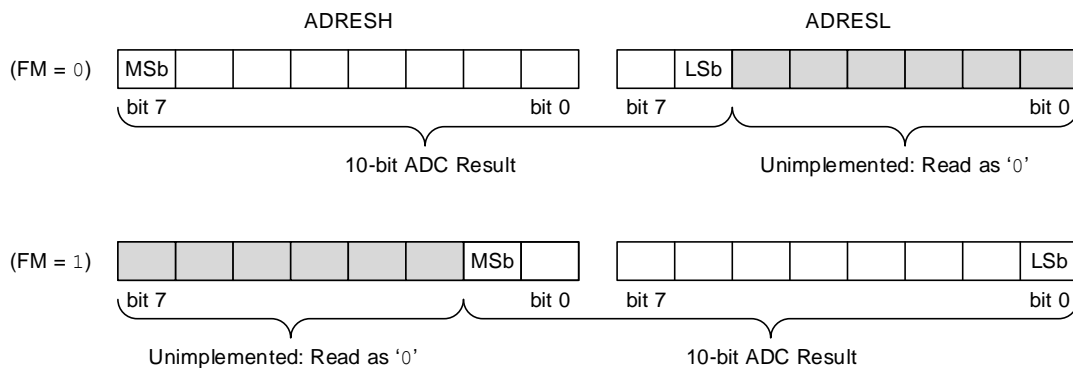 ADRESH ADRESL
(FM = 0) MSb LSb
bit 7 bit 0 bit 7 bit 0
10-bit ADC Result Unimplemented: Read as ‘0’
(FM = 1) MSb LSb
bit 7 bit 0 bit 7 bit 0
Unimplemented: Read as ‘0’ 10-bit ADC Result